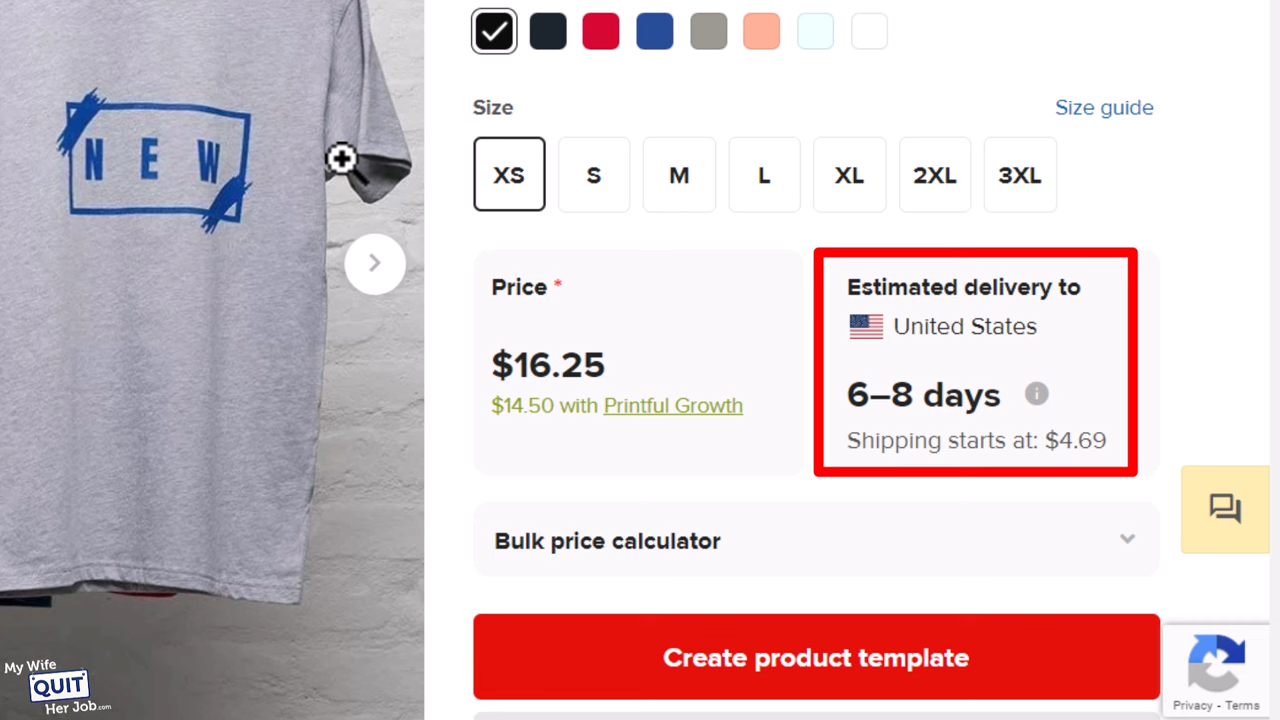 NEW
Size
Size guide
XS
S
M
L
XL
2XL
3XL
Price *
$16.25
$14.50 with Printful Growth
Estimated delivery to
United States
6–8 days
Shipping starts at: $4.69
Bulk price calculator
Create product template
My Wife
QUIT
Her Job.com
Privacy - Terms